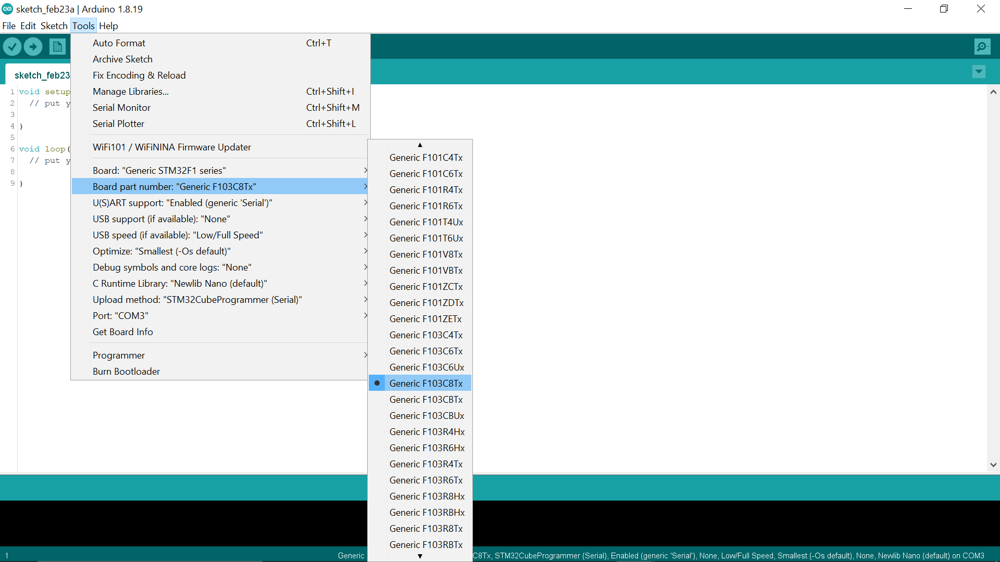 sketch_feb23a | Arduino 1.8.19
File Edit Sketch Tools Help
sketch_feb23
1 void setup
2 // put y
3
4 }
5
6 void loop(
7 // put y
8
9 }
Auto Format Ctrl+T
Archive Sketch
Fix Encoding & Reload
Manage Libraries... Ctrl+Shift+I
Serial Monitor Ctrl+Shift+M
Serial Plotter Ctrl+Shift+L
WiFi101 / WiFiNINA Firmware Updater
Board: "Generic STM32F1 series"
Board part number: "Generic F103C8Tx"
U(S)ART support: "Enabled (generic 'Serial')"
USB support (if available): "None"
USB speed (if available): "Low/Full Speed"
Optimize: "Smallest (-Os default)"
Debug symbols and core logs: "None"
C Runtime Library: "Newlib Nano (default)"
Upload method: "STM32CubeProgrammer (Serial)"
Port: "COM3"
Get Board Info
Programmer
Burn Bootloader
Generic F101C4Tx
Generic F101C6Tx
Generic F101R4Tx
Generic F101R6Tx
Generic F101T4Ux
Generic F101T6Ux
Generic F101V8Tx
Generic F101VBTx
Generic F101ZCTx
Generic F101ZDTx
Generic F101ZETx
Generic F103C4Tx
Generic F103C6Tx
Generic F103C6Ux
Generic F103C8Tx
Generic F103CBTx
Generic F103CBUx
Generic F103R4Hx
Generic F103R6Hx
Generic F103R4Tx
Generic F103R6Tx
Generic F103R8Hx
Generic F103RBHx
Generic F103R8Tx
Generic F103RBTx
1 Generic C8Tx, STM32CubeProgrammer (Serial), Enabled (generic 'Serial'), None, Low/Full Speed, Smallest (-Os default), None, Newlib Nano (default) on COM3